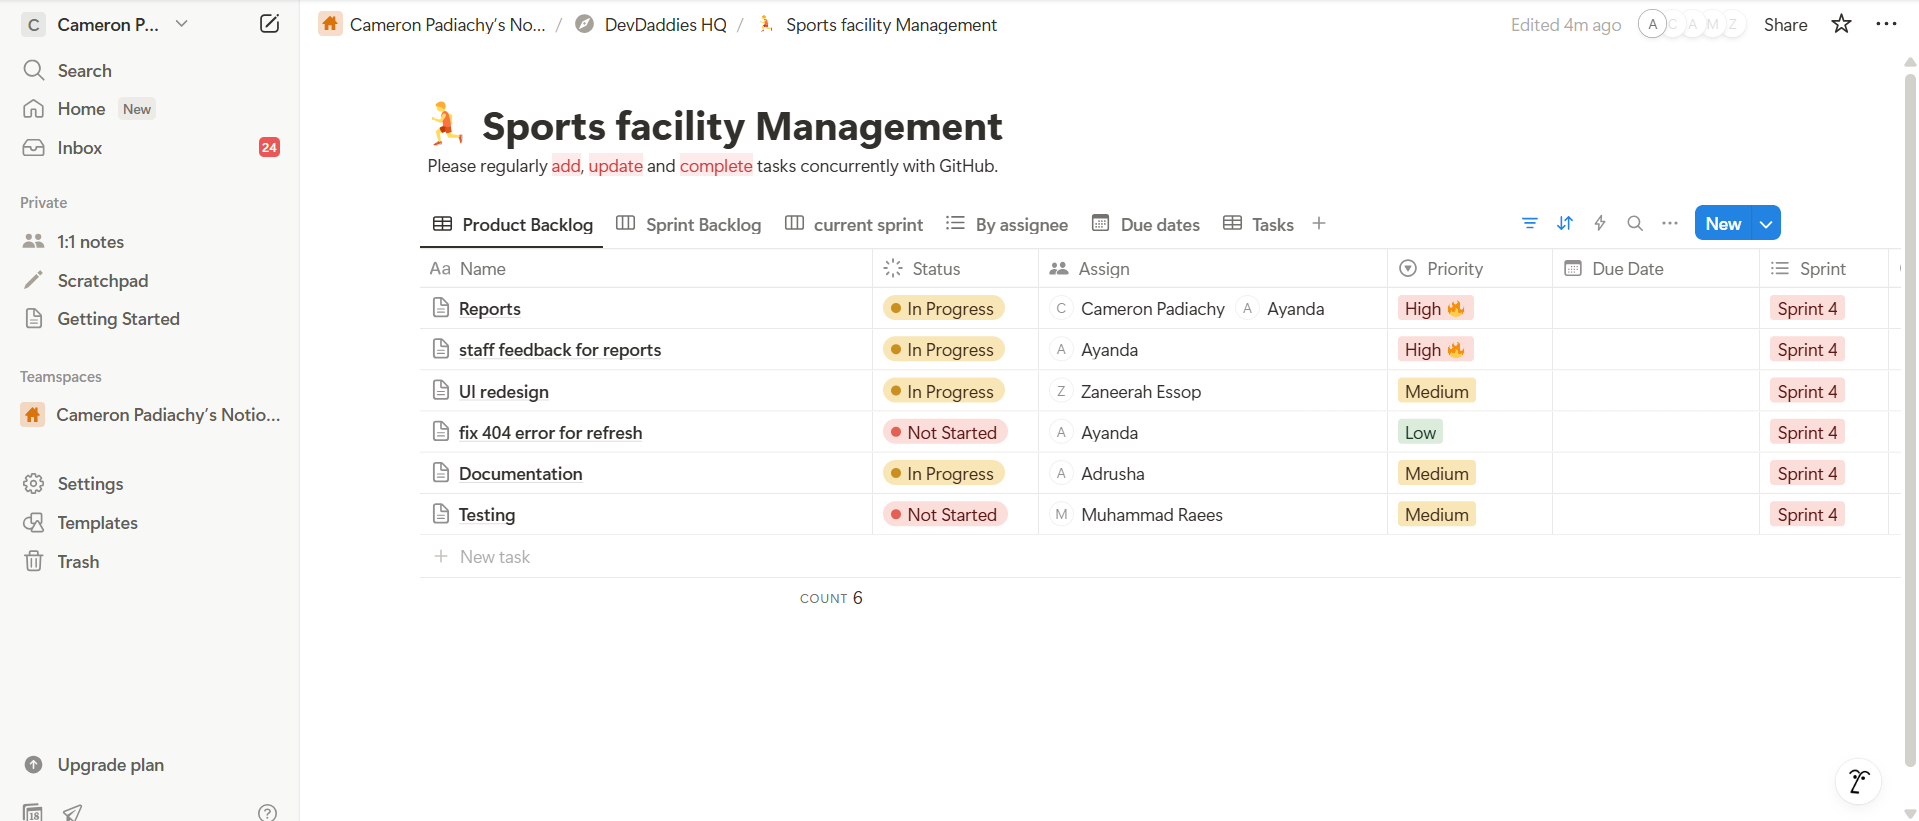 C Cameron P...
Search
Home New
Inbox 24
Private
1:1 notes
Scratchpad
Getting Started
Teamspaces
Cameron Padiachy's Notio...
Settings
Templates
Trash
Upgrade plan
18
Cameron Padiachy's No... / DevDaddies HQ / Sports facility Management
Edited 4m ago A C A M Z Share
Sports facility Management
Please regularly add, update and complete tasks concurrently with GitHub.
Product Backlog Sprint Backlog current sprint By assignee Due dates Tasks New
Aa Name Status Assign Priority Due Date Sprint
Reports In Progress C Cameron Padiachy A Ayanda High Sprint 4
staff feedback for reports In Progress A Ayanda High Sprint 4
UI redesign In Progress Z Zaneerah Essop Medium Sprint 4
fix 404 error for refresh Not Started A Ayanda Low Sprint 4
Documentation In Progress A Adrusha Medium Sprint 4
Testing Not Started M Muhammad Raees Medium Sprint 4
New task
COUNT 6